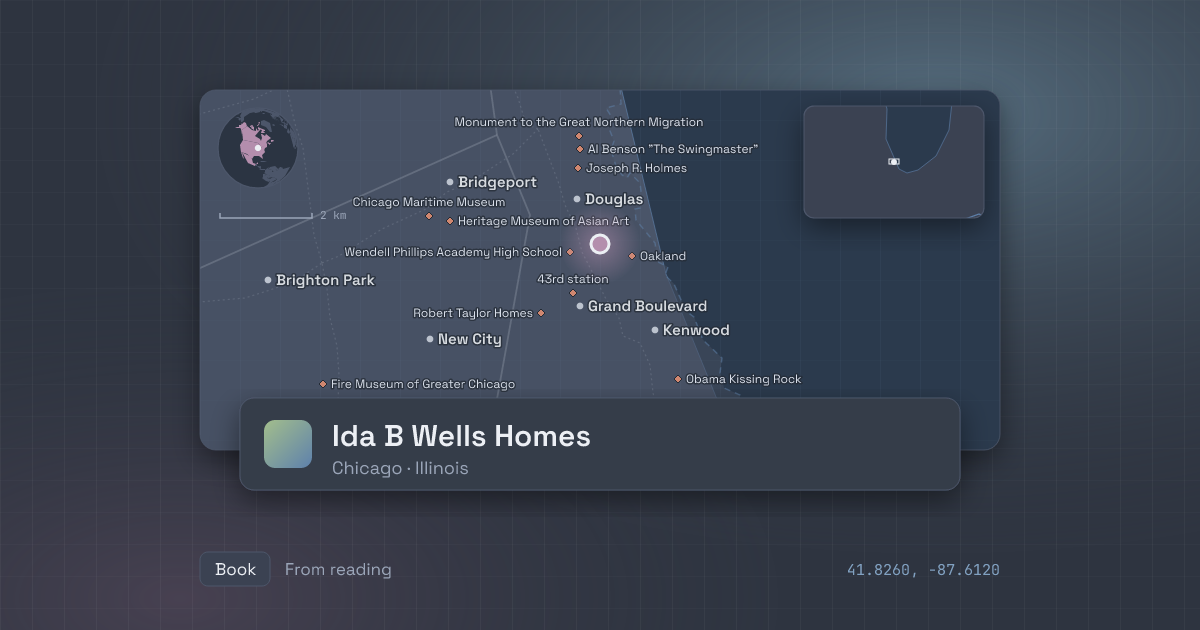 Monument to the Great Northern Migration
Al Benson "The Swingmaster"
Joseph R. Holmes
Bridgeport
Douglas
Chicago Maritime Museum
2 km
Heritage Museum of Asian Art
Wendell Phillips Academy High School
Oakland
Brighton Park
43rd station
Grand Boulevard
Robert Taylor Homes
Kenwood
New City
Obama Kissing Rock
Fire Museum of Greater Chicago
Ida B Wells Homes
Chicago · Illinois
Book
From reading
41.8260, -87.6120